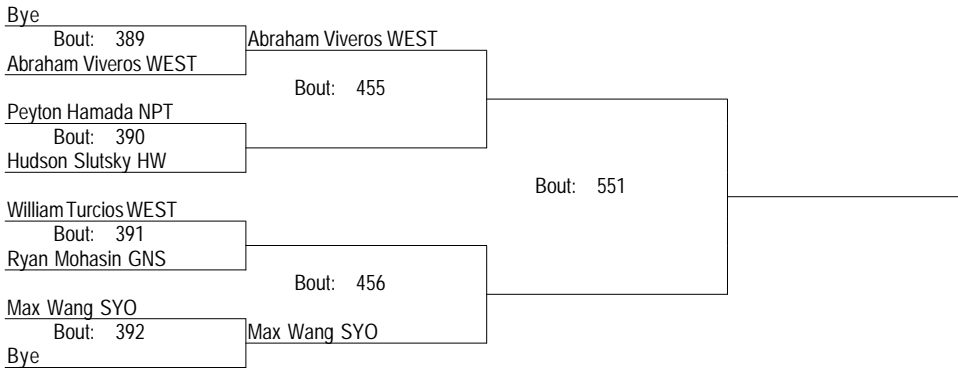 Bye
Bout: 389
Abraham Viveros WEST
Abraham Viveros WEST
Bout: 455
Peyton Hamada NPT
Bout: 390
Hudson Slutsky HW
Bout: 551
William Turcios WEST
Bout: 391
Ryan Mohasin GNS
Bout: 456
Max Wang SYO
Bout: 392
Max Wang SYO
Bye